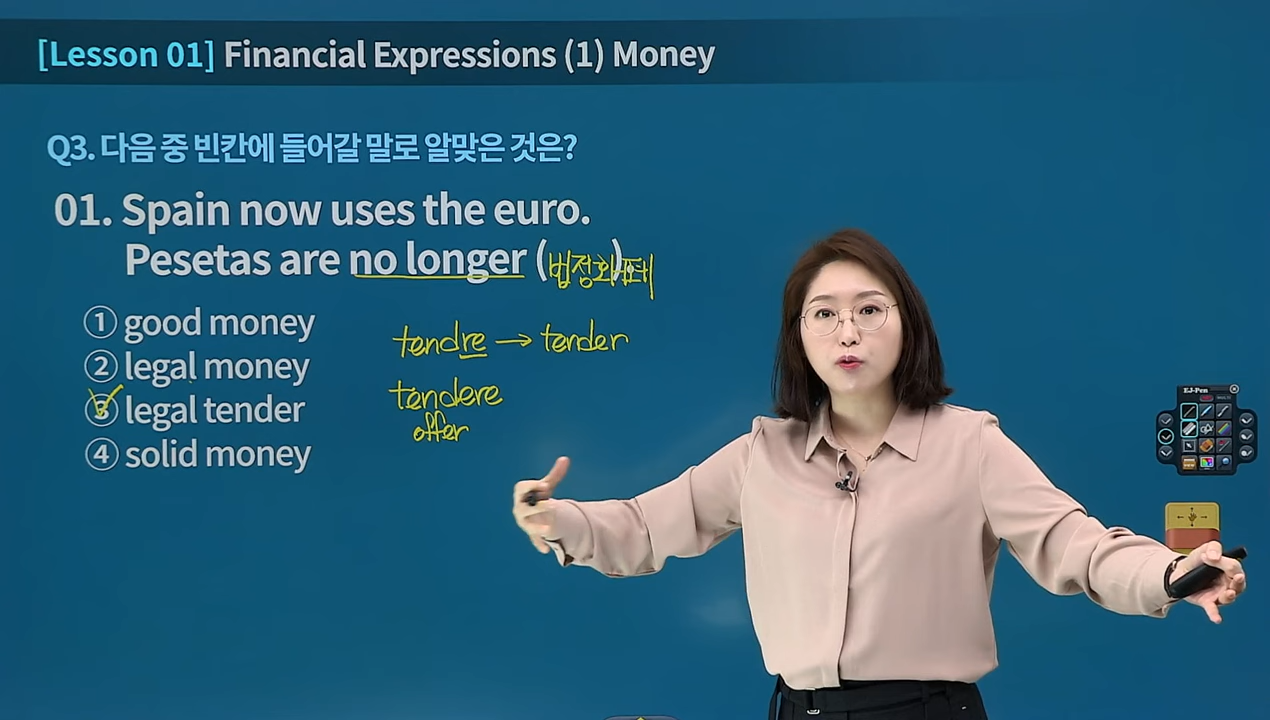 [Lesson 01] Financial Expressions (1) Money
Q3. 다음 중 빈칸에 들어갈 말로 알맞은 것은?
01. Spain now uses the euro.
Pesetas are no longer (법정화폐).
① good money
② legal money
③ legal tender
④ solid money
tendre → tender
tendere
offer
EJ-Pen